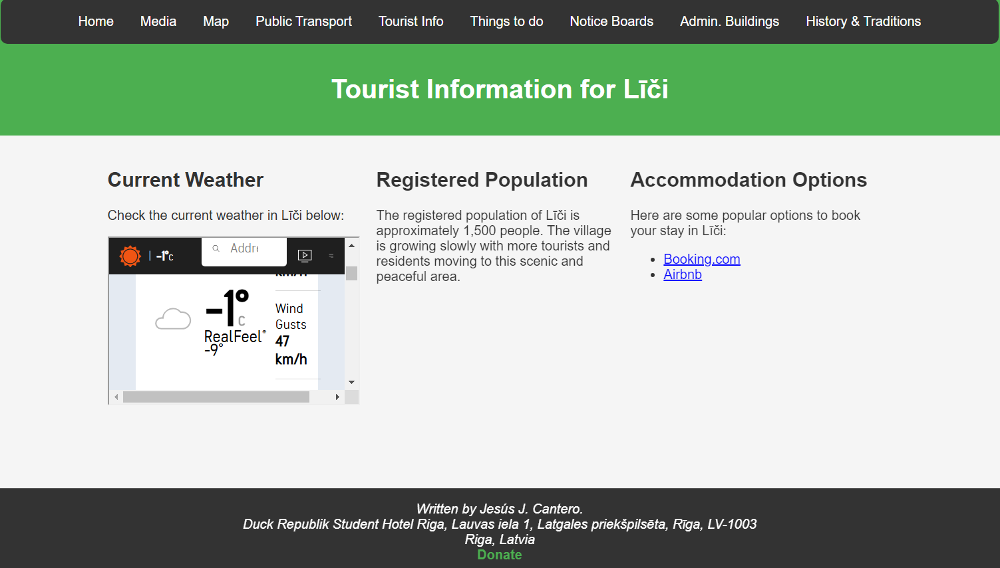 Home Media Map Public Transport Tourist Info Things to do Notice Boards Admin. Buildings History & Traditions
Tourist Information for Līči
Current Weather
Check the current weather in Līči below:
-1°C
-1°
C
RealFeel®
-9°
Wind
Gusts
47
km/h
Registered Population
The registered population of Līči is
approximately 1,500 people. The village
is growing slowly with more tourists and
residents moving to this scenic and
peaceful area.
Accommodation Options
Here are some popular options to book
your stay in Līči:
Booking.com
Airbnb
Written by Jesús J. Cantero.
Duck Republik Student Hotel Riga, Lauvas iela 1, Latgales priekšpilsēta, Rīga, LV-1003
Riga, Latvia
Donate